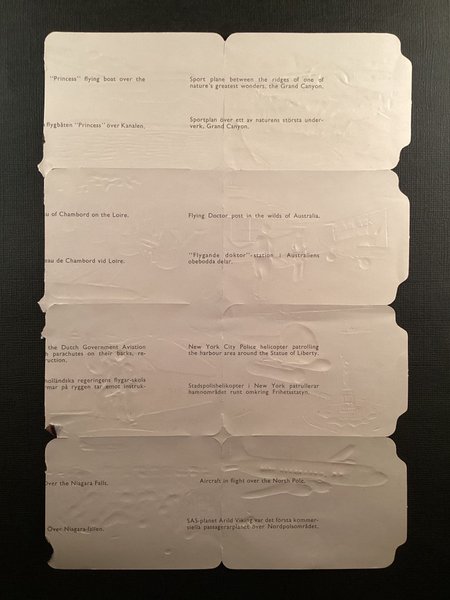 "Princess" flying boat over the
flygbåten "Princess" över Kanalen.
Sport plane between the ridges of one of
nature's greatest wonders, the Grand Canyon.
Sportplan över ett av naturens största under-
verk, Grand Canyon.
au of Chambord on the Loire.
eau de Chambord vid Loire.
Flying Doctor post in the wilds of Australia.
"Flygande doktor"-station i Australiens
obebodda delar.
the Dutch Government Aviation
h parachutes on their backs, re-
ruction.
holländska regeringens flygar-skola
rmar på ryggen tar emot instruk-
New York City Police helicopter patrolling
the harbour area around the Statue of Liberty.
Stadspolishelikopter i New York patrullerar
hamnområdet runt omkring Frihetsstatyn.
Over the Niagara Falls.
Over Niagara-fallen.
Aircraft in flight over the North Pole.
SAS-planet Arild Viking var det första kommer-
siella passagerarplanet över Nordpolsområdet.